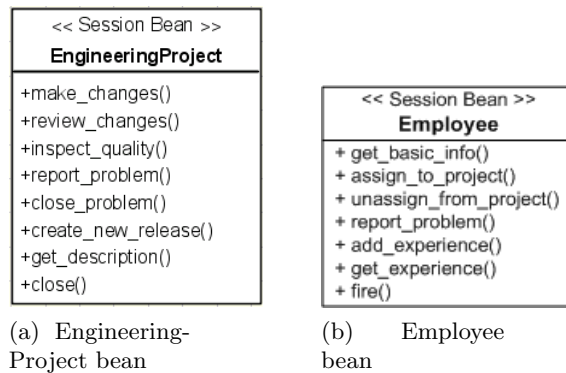 << Session Bean >>
EngineeringProject
+make_changes()
+review_changes()
+inspect_quality()
+report_problem()
+close_problem()
+create_new_release()
+get_description()
+close()
(a) Engineering-
Project bean
<< Session Bean >>
Employee
+ get_basic_info()
+ assign_to_project()
+ unassign_from_project()
+ report_problem()
+ add_experience()
+ get_experience()
+ fire()
(b) Employee
bean